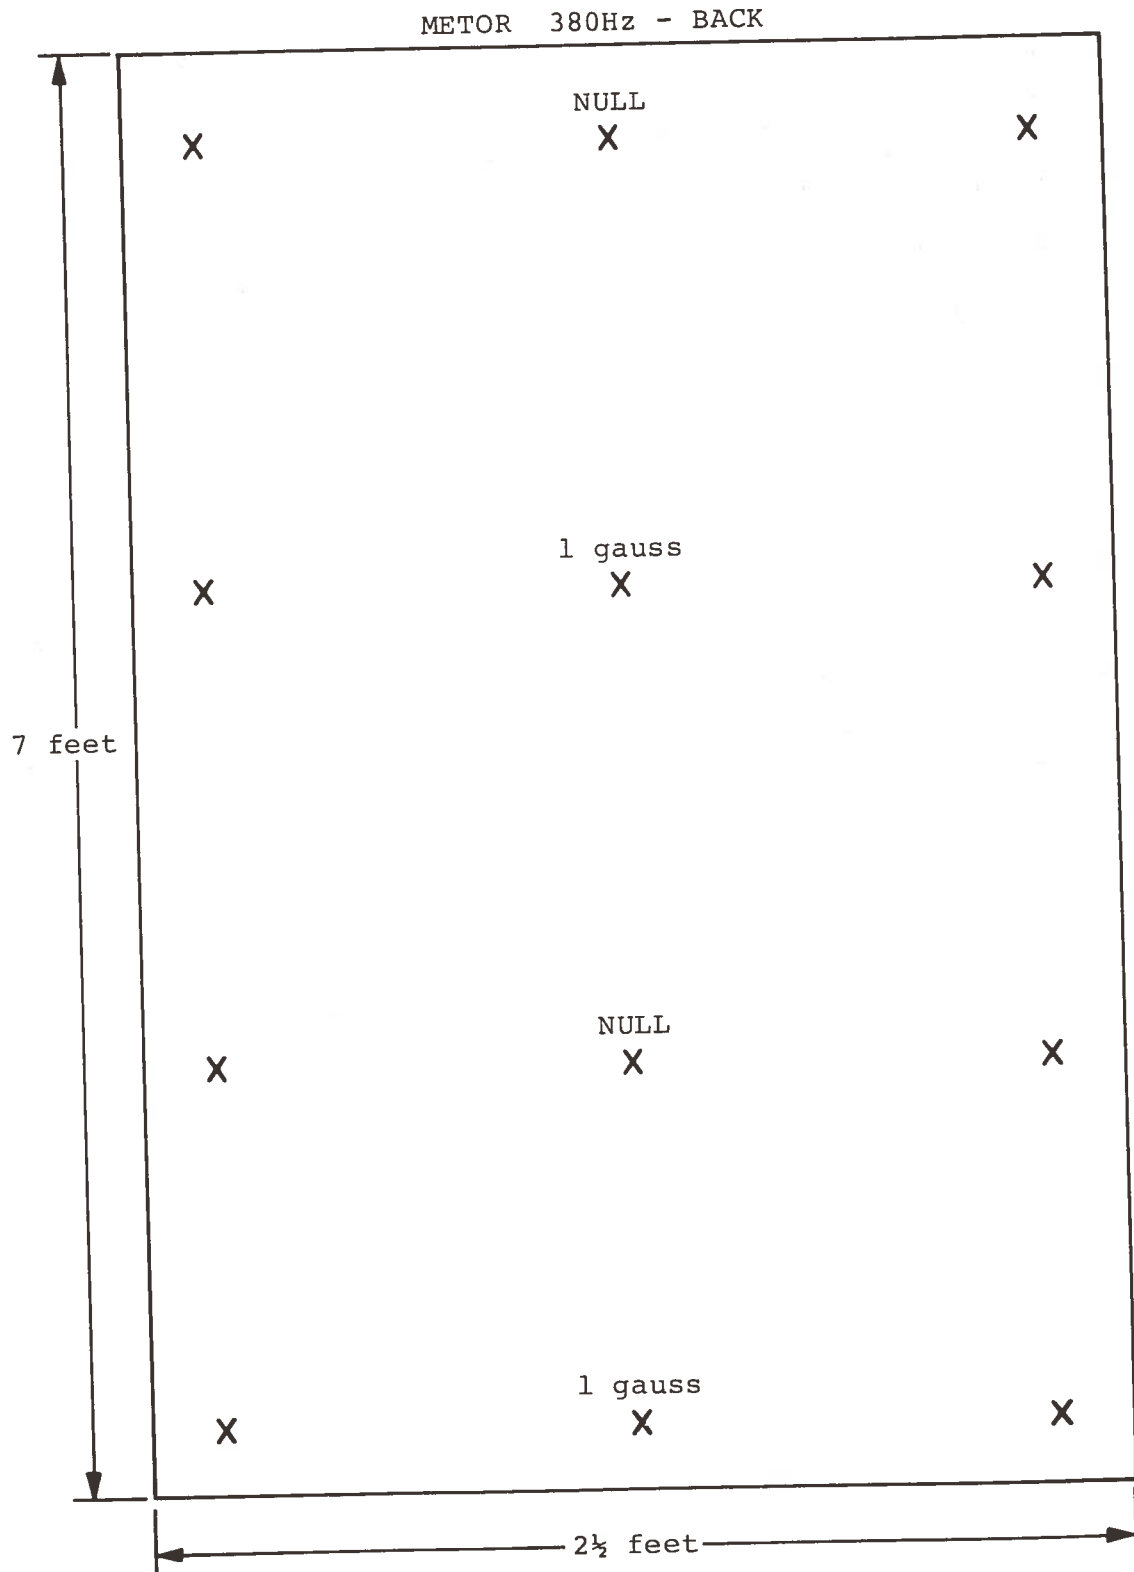 METOR 380Hz - BACK
NULL
X X X
1 gauss
X X X
7 feet
NULL
X X X
1 gauss
X X X
2½ feet